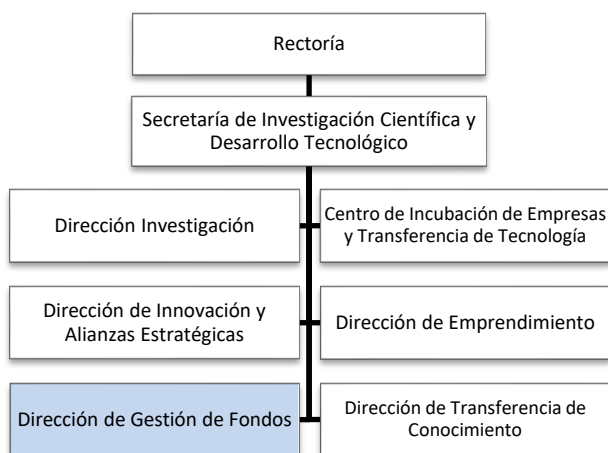 Rectoría
Secretaría de Investigación Científica y
Desarrollo Tecnológico
Dirección Investigación
Centro de Incubación de Empresas
y Transferencia de Tecnología
Dirección de Innovación y
Alianzas Estratégicas
Dirección de Emprendimiento
Dirección de Gestión de Fondos
Dirección de Transferencia de
Conocimiento